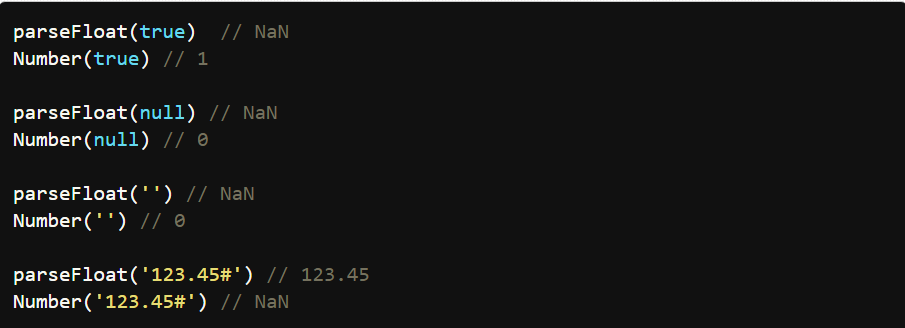 parseFloat(true)  // NaN
Number(true) // 1
parseFloat(null) // NaN
Number(null) // 0
parseFloat('') // NaN
Number('') // 0
parseFloat('123.45#') // 123.45
Number('123.45#') // NaN